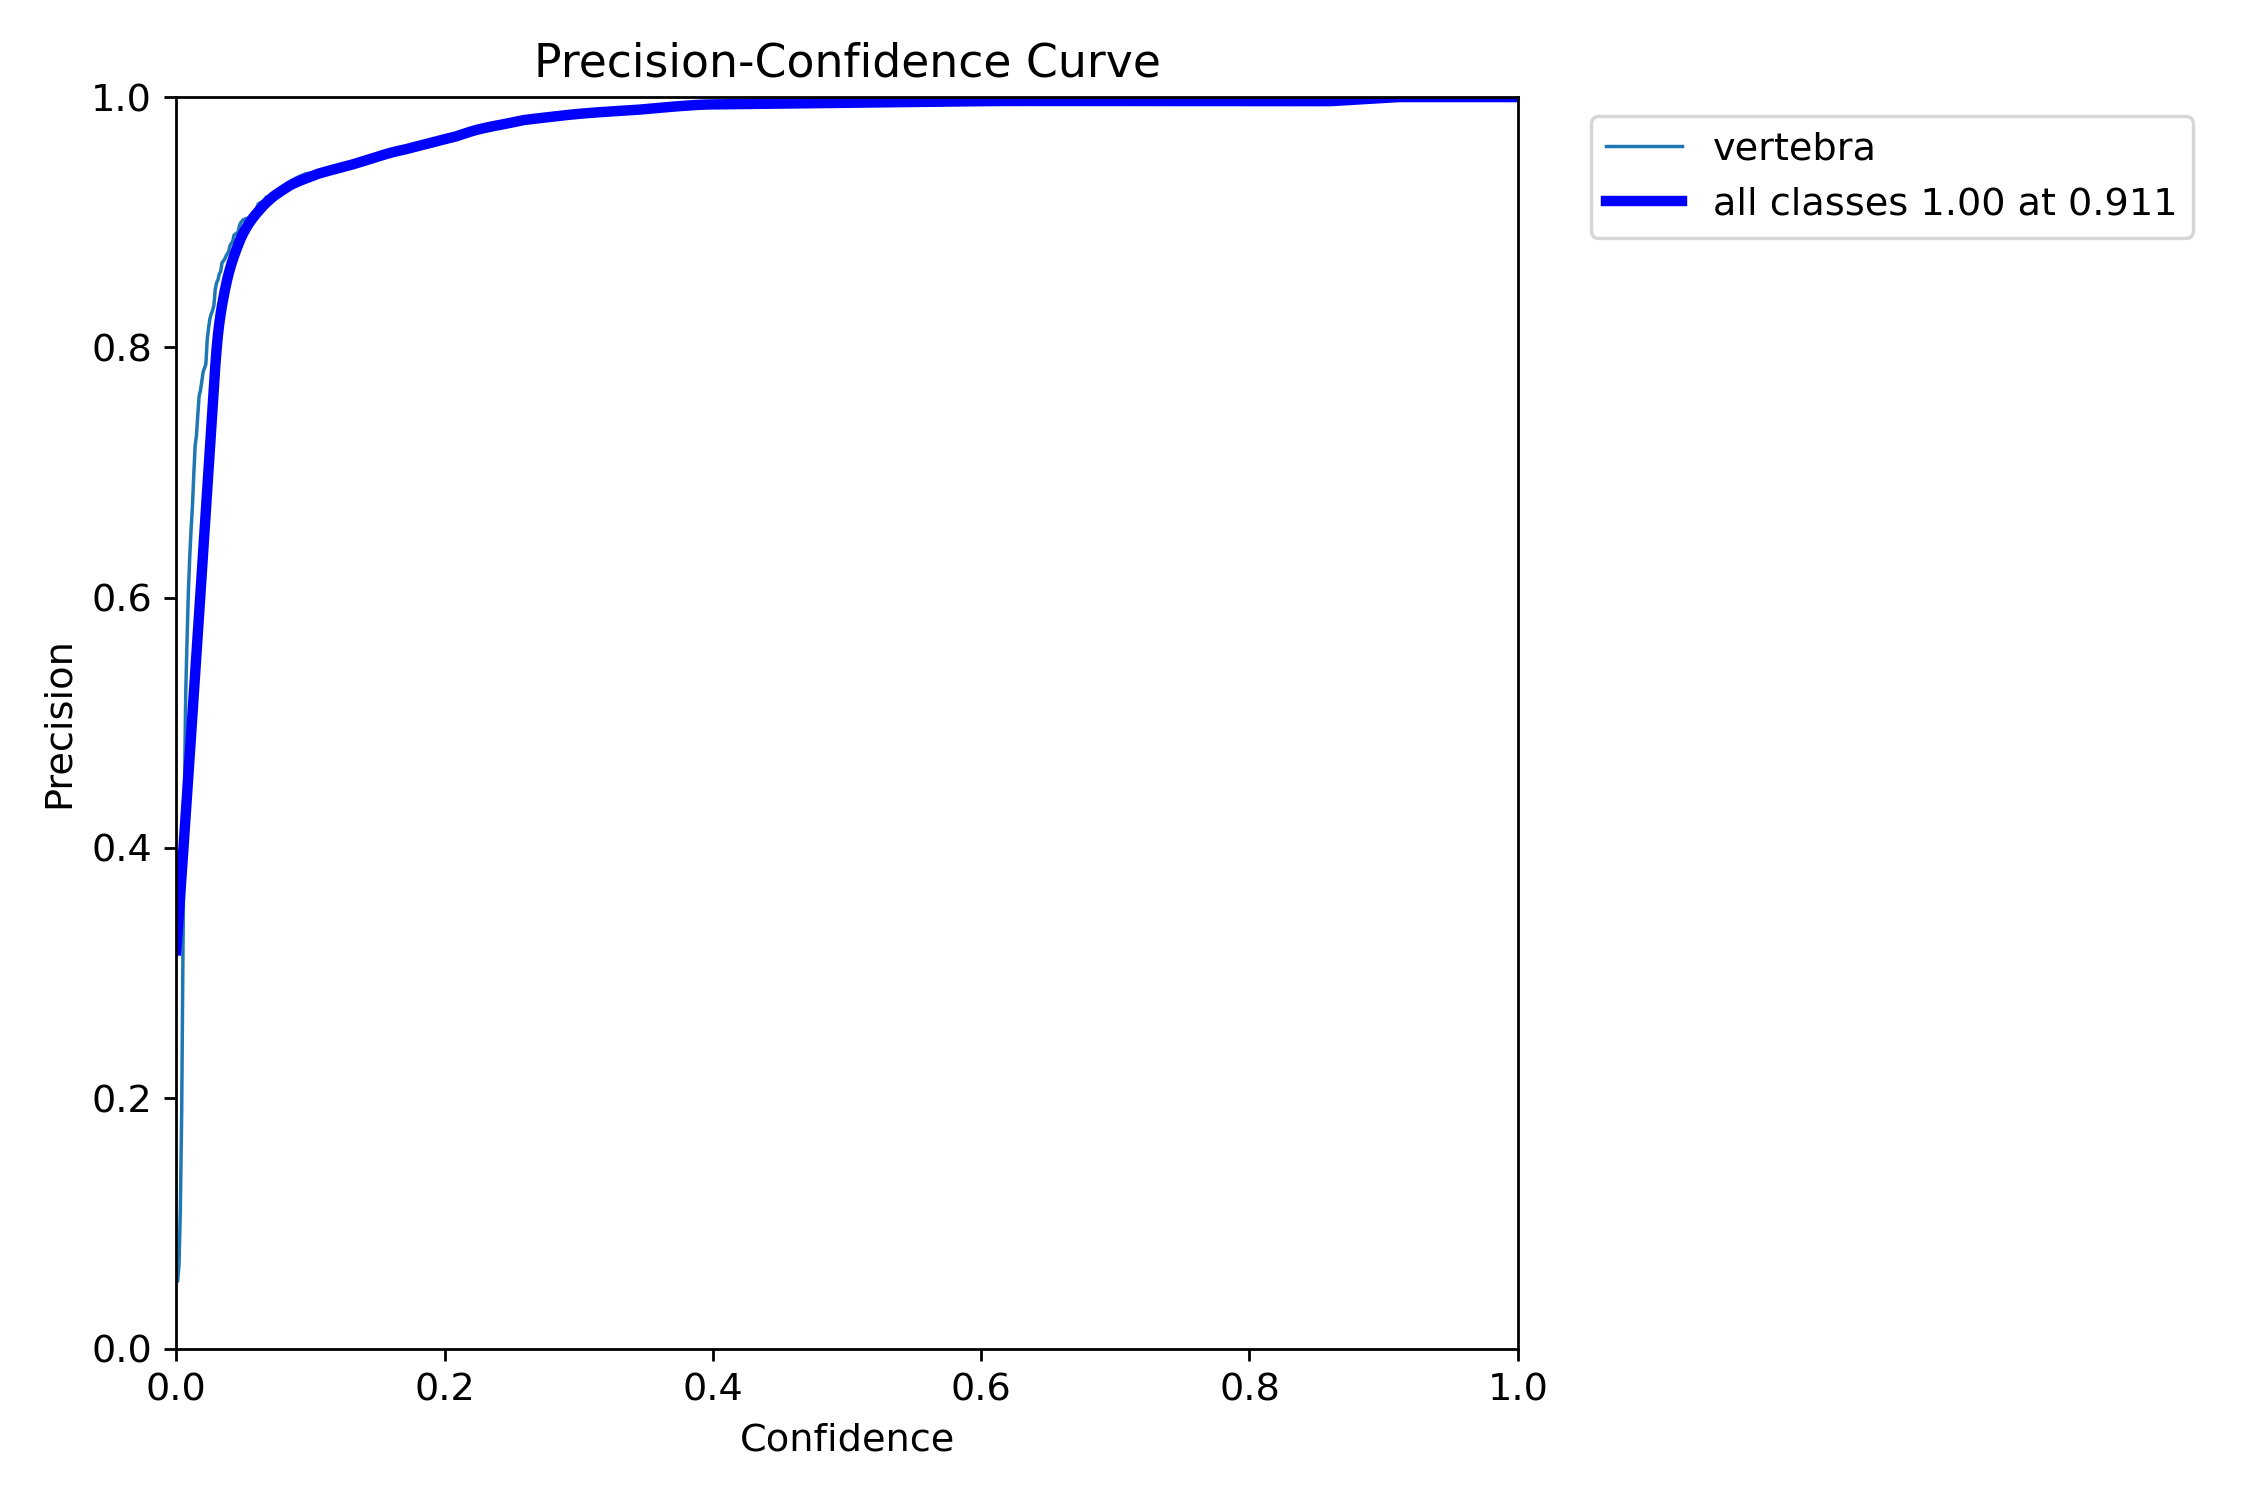 Precision-Confidence Curve
1.0
0.8
0.6
0.4
0.2
0.0
Precision
0.0 0.2 0.4 0.6 0.8 1.0
Confidence
vertebra
all classes 1.00 at 0.911